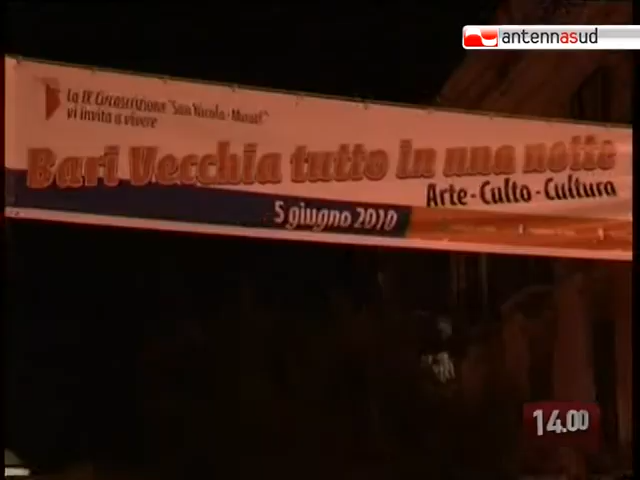 antennasud
la IX Circoscrizione "San Nicola - Murat"
vi invita a vivere
Bari Vecchia tutto in una notte
Arte-Culto-Cultura
5 giugno 2010
14.00